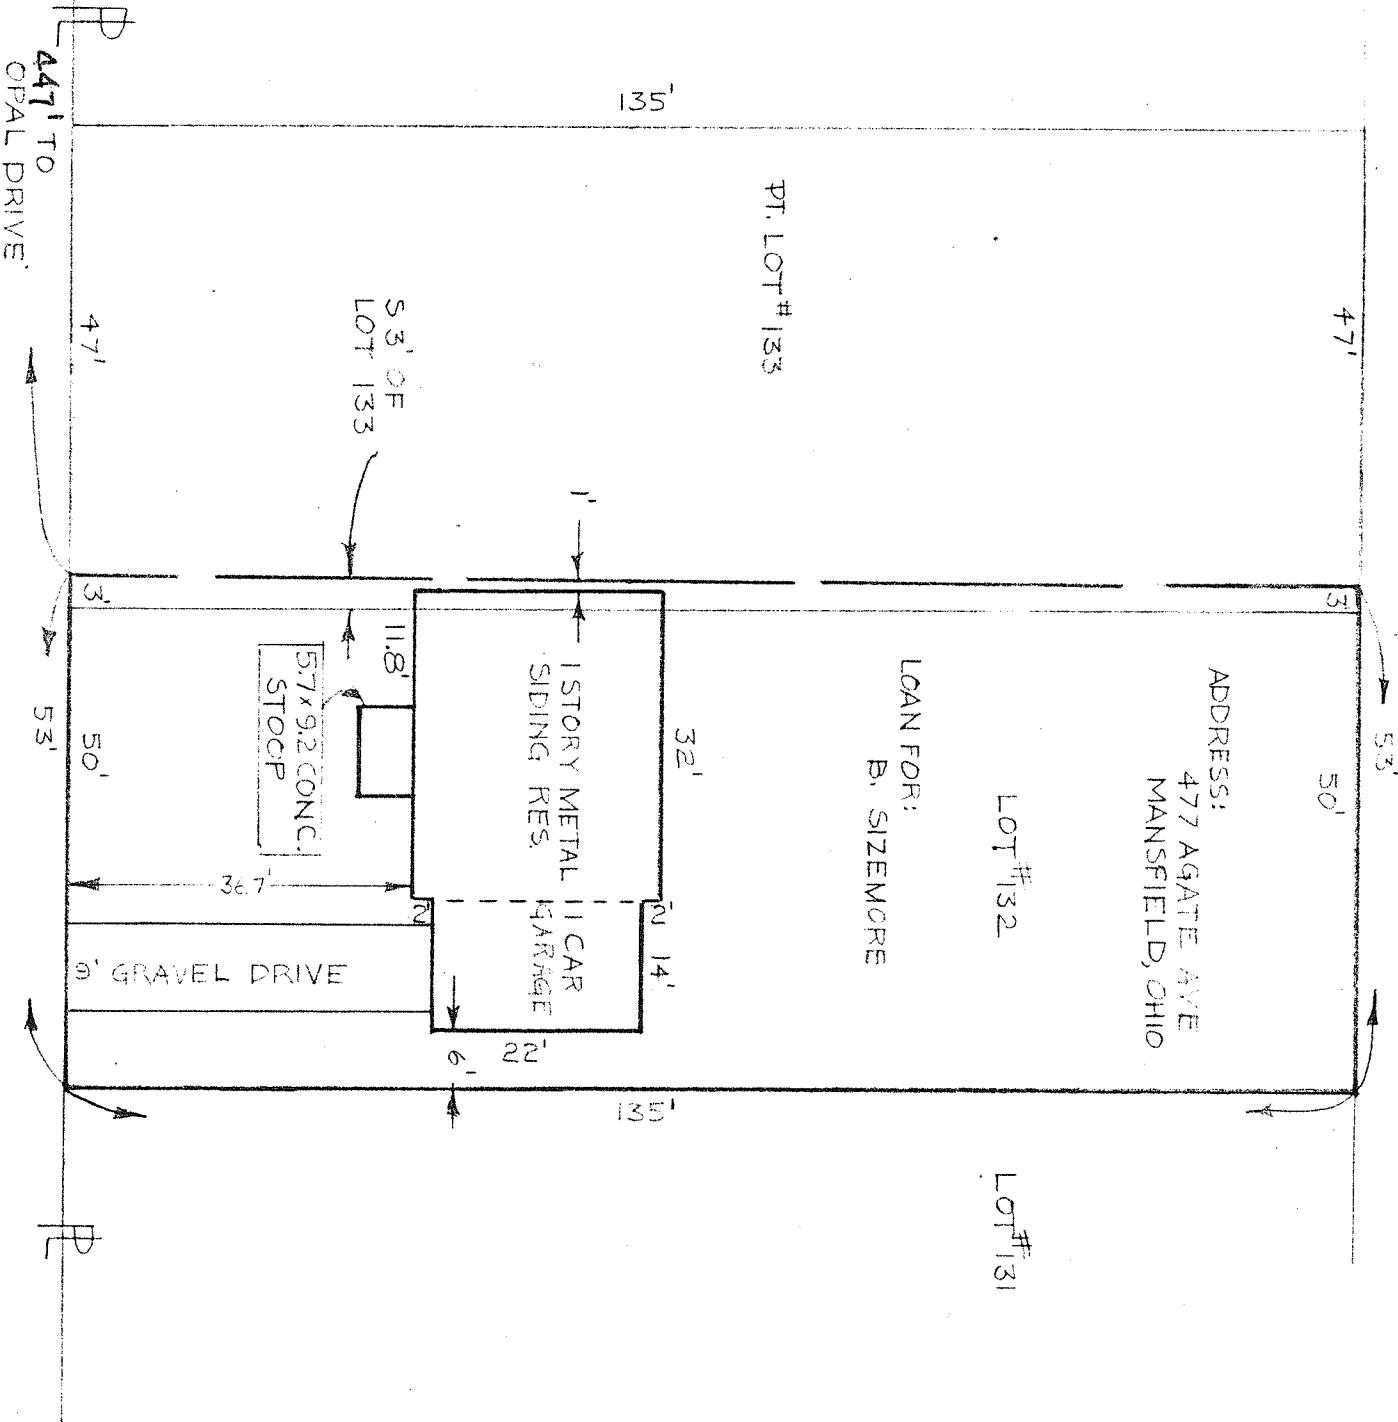 PL
447' TO
OPAL DRIVE
135'
47'
47'
PT. LOT # 133
S 3' OF
LOT 133
1'
3'
3'
53'
50'
53'
50'
ADDRESS:
477 AGATE AVE
MANSFIELD, OHIO
LOT # 132
LOAN FOR:
B. SIZEMORE
32'
1 STORY METAL
SIDING RES.
11.8'
5.7 x 9.2 CONC.
STOOP
36.7'
2'
2'
1 CAR
GARAGE
14'
22'
6'
9' GRAVEL DRIVE
135'
LOT # 131
PL